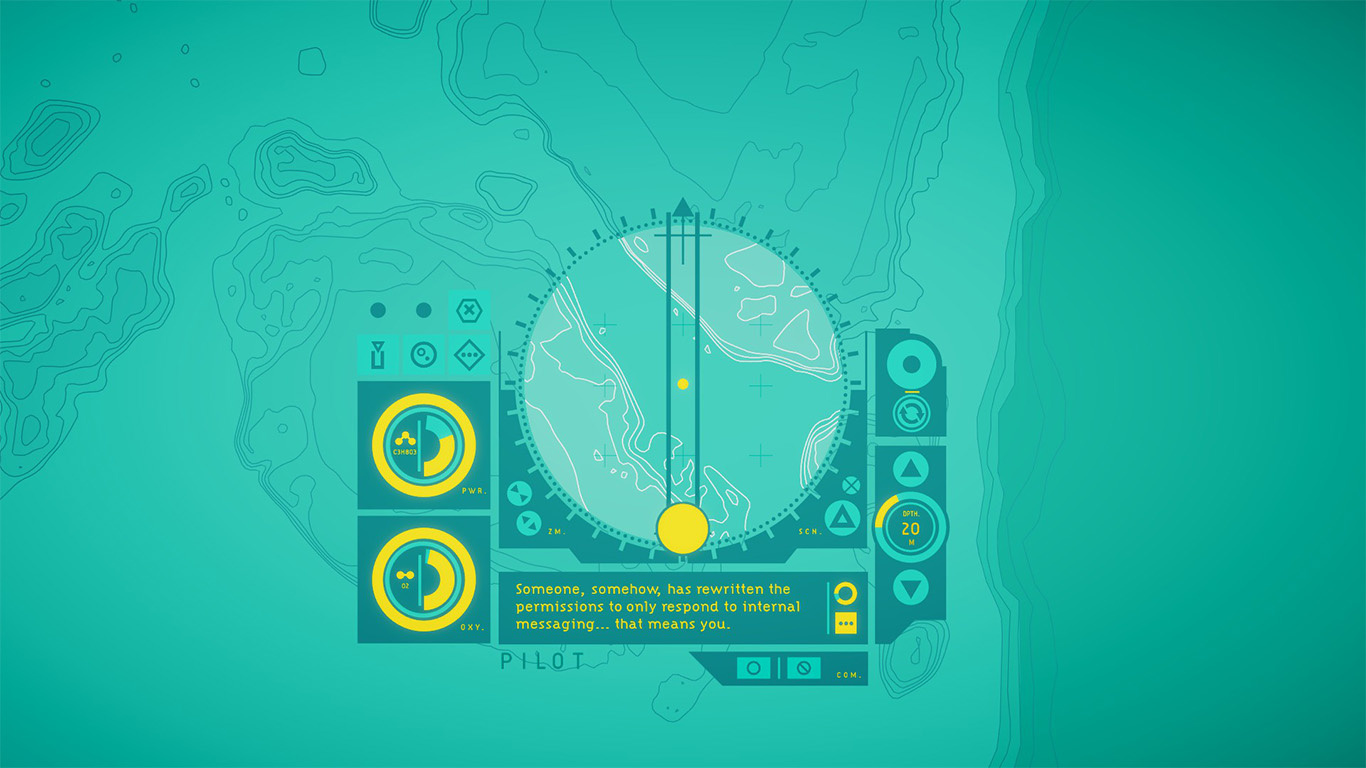 C3H8O3
PWR.
O2
OXY.
ZM.
SCN.
DPTH.
20
M
Someone, somehow, has rewritten the
permissions to only respond to internal
messaging... that means you.
PILOT
COM.